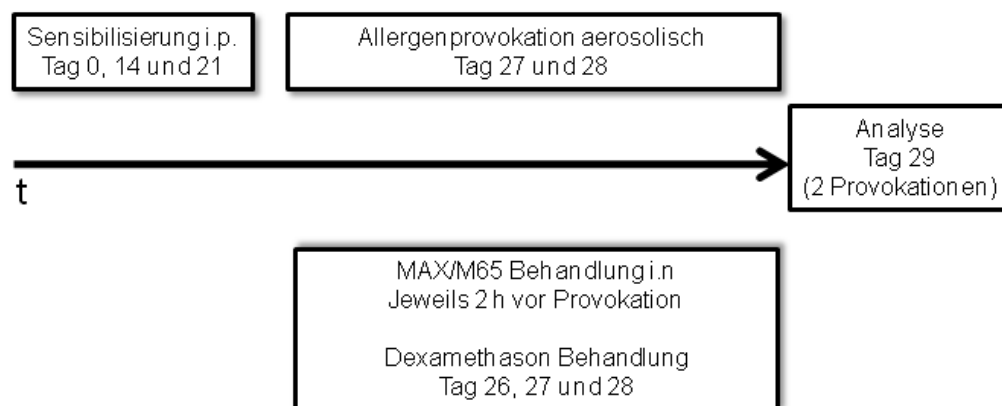 Sensibilisierung i.p.
Tag 0, 14 und 21
Allergenprovokation aerosolisch
Tag 27 und 28
Analyse
Tag 29
(2 Provokationen)
t
MAX/M65 Behandlung i.n
Jeweils 2 h vor Provokation
Dexamethason Behandlung
Tag 26, 27 und 28